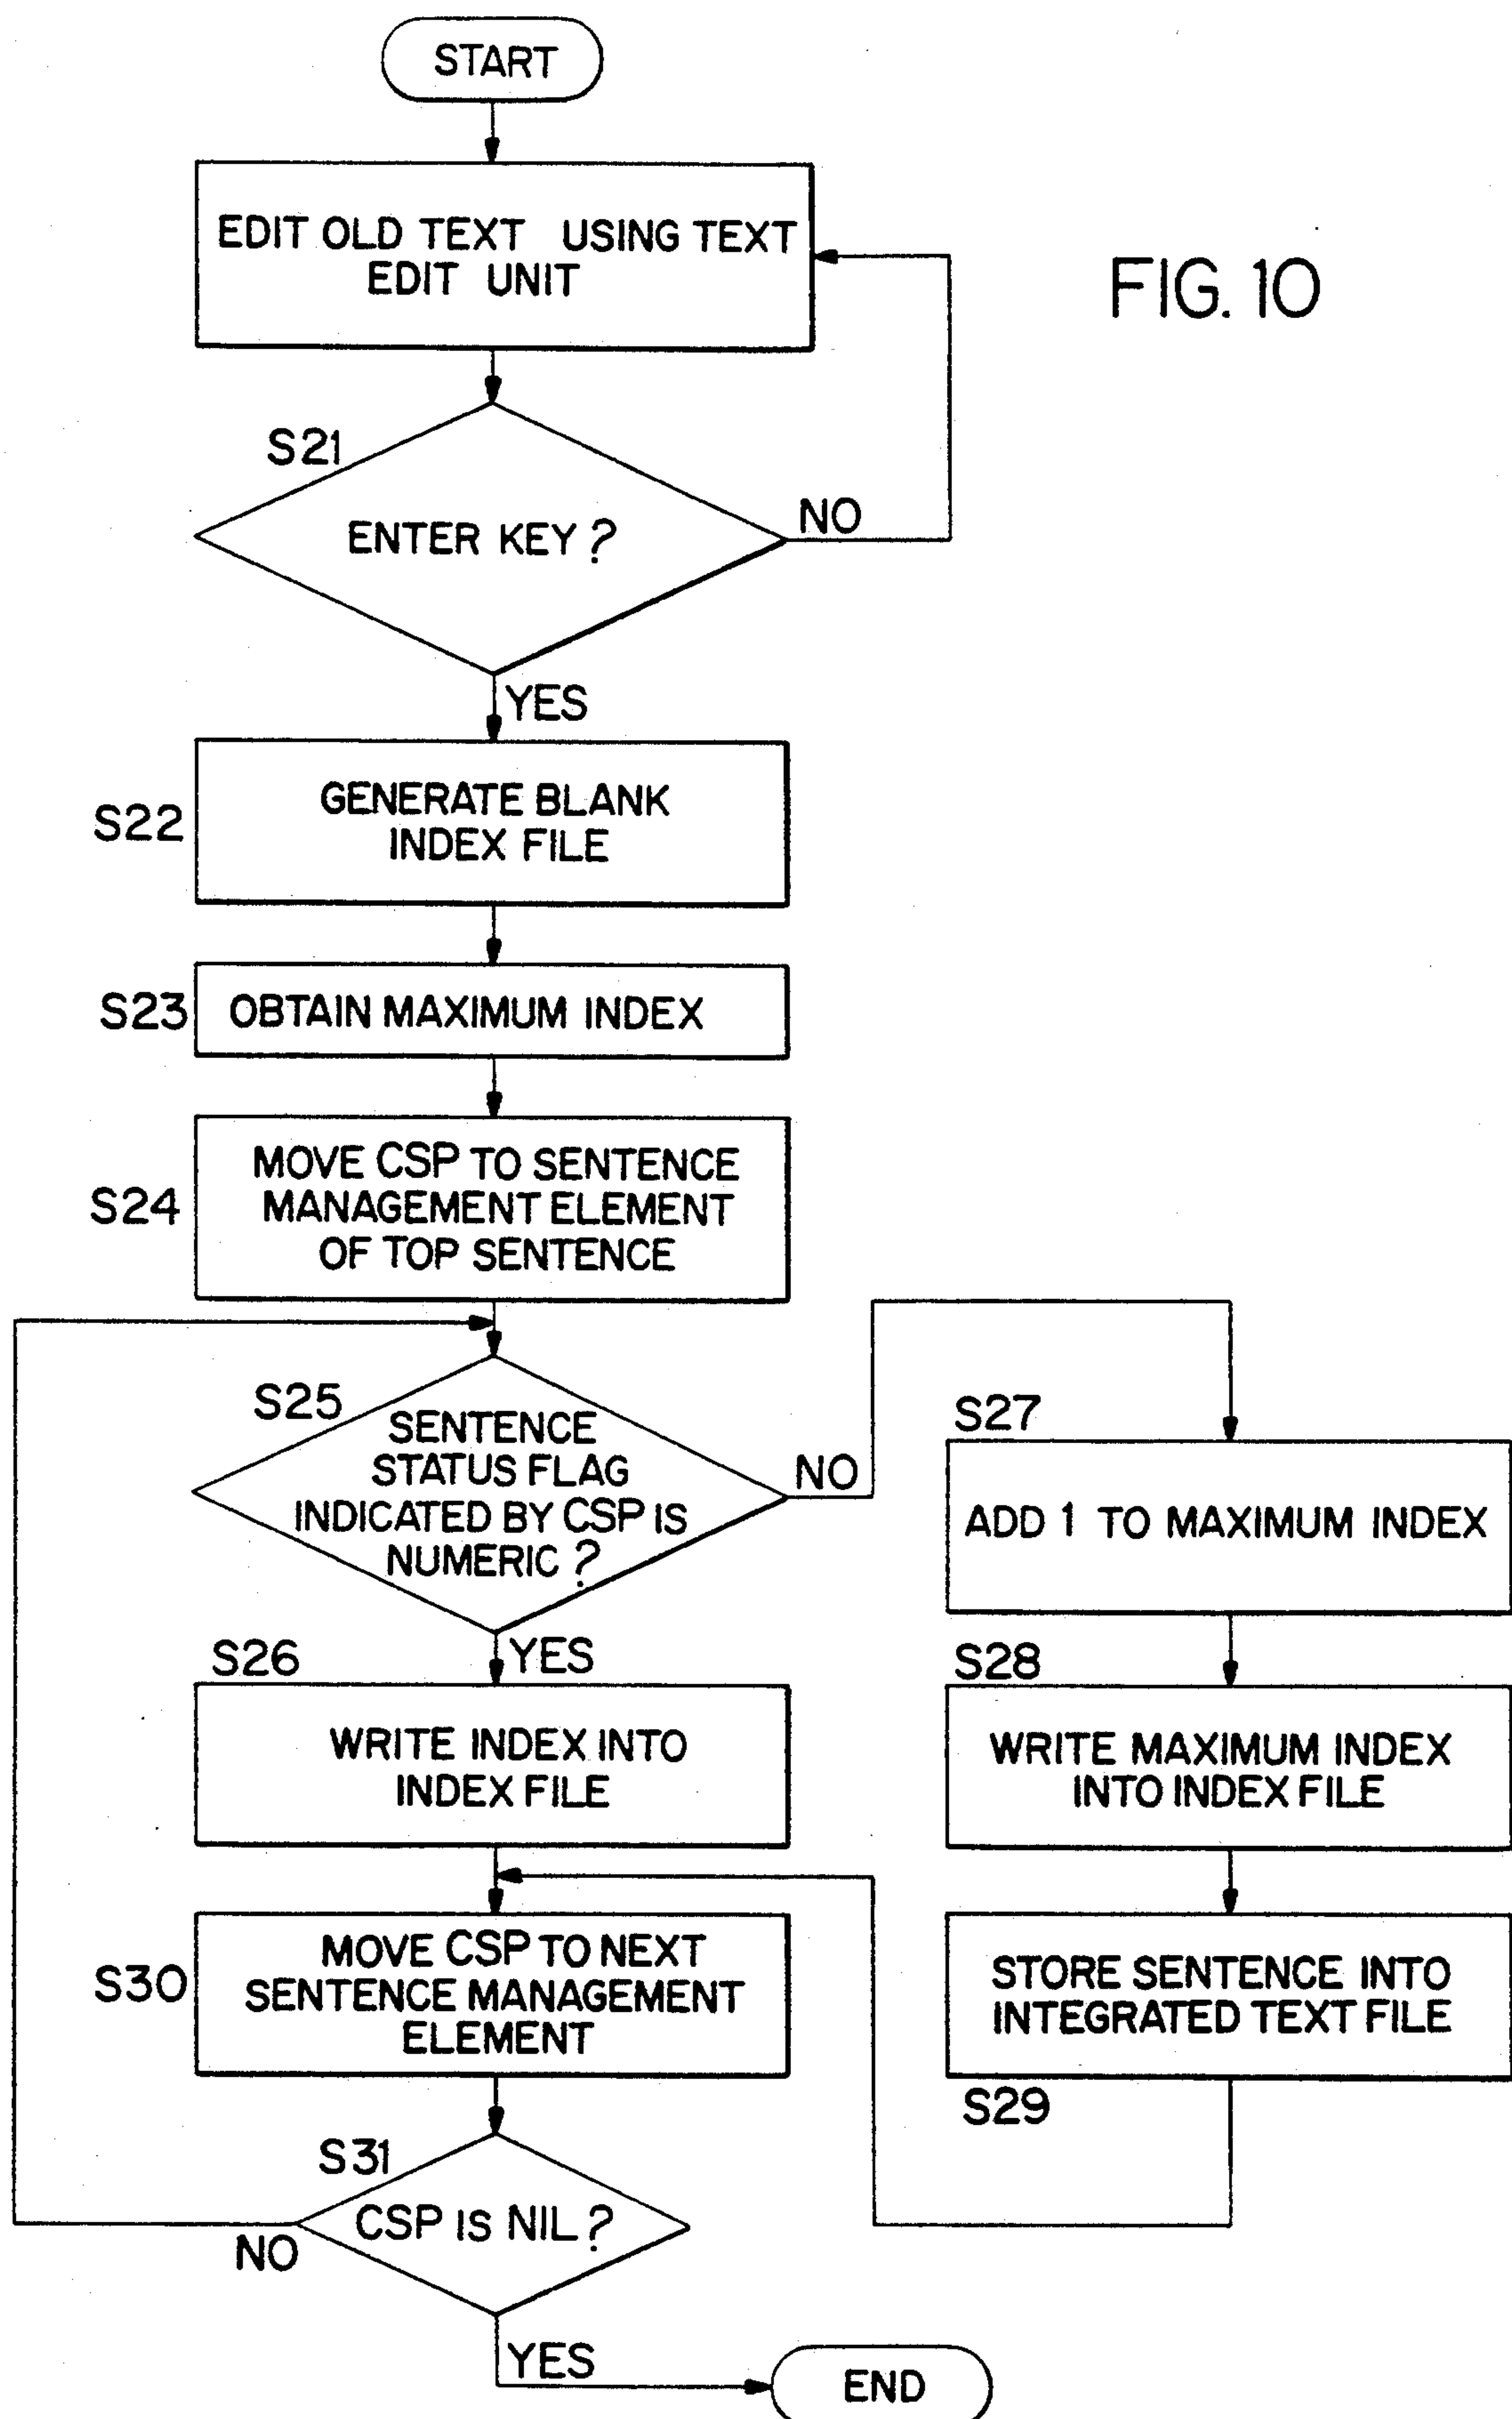 START
EDIT OLD TEXT USING TEXT
EDIT UNIT
FIG. 10
S21
ENTER KEY?
NO
YES
S22
GENERATE BLANK
INDEX FILE
S23
OBTAIN MAXIMUM INDEX
S24
MOVE CSP TO SENTENCE
MANAGEMENT ELEMENT
OF TOP SENTENCE
S25
SENTENCE
STATUS FLAG
INDICATED BY CSP IS
NUMERIC?
NO
YES
S26
WRITE INDEX INTO
INDEX FILE
S27
ADD 1 TO MAXIMUM INDEX
S28
WRITE MAXIMUM INDEX
INTO INDEX FILE
STORE SENTENCE INTO
INTEGRATED TEXT FILE
S29
S30
MOVE CSP TO NEXT
SENTENCE MANAGEMENT
ELEMENT
S31
CSP IS NIL?
NO
YES
END